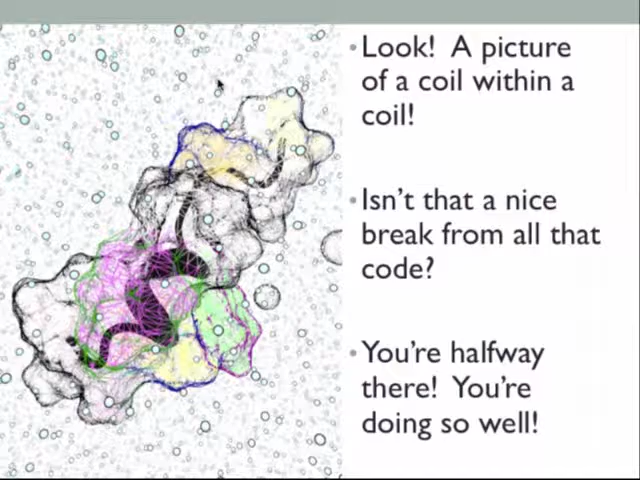 Look! A picture
of a coil within a
coil!
Isn't that a nice
break from all that
code?
You're halfway
there! You're
doing so well!